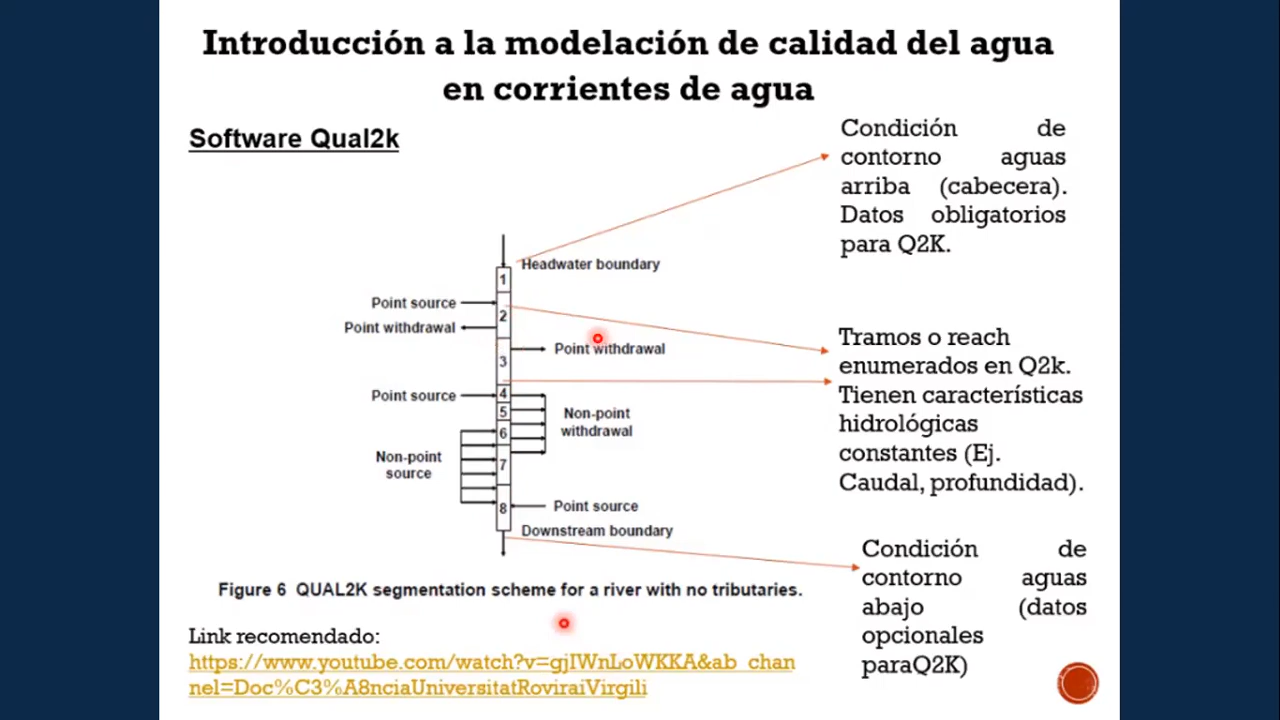 Introducción a la modelación de calidad del agua
en corrientes de agua
Software Qual2k
Condición de
contorno aguas
arriba (cabecera).
Datos obligatorios
para Q2K.
Headwater boundary
1
Point source
2
Point withdrawal
Point withdrawal
3
Point source
4
5
Non-point
withdrawal
6
Non-point
source
7
8
Point source
Downstream boundary
Tramos o reach
enumerados en Q2k.
Tienen características
hidrológicas
constantes (Ej.
Caudal, profundidad).
Condición de
contorno aguas
abajo (datos
opcionales
paraQ2K)
Figure 6 QUAL2K segmentation scheme for a river with no tributaries.
Link recomendado:
https://www.youtube.com/watch?v=gjIWnLoWKKA&ab_chan
nel=Doc%C3%A8nciaUniversitatRoviraiVirgili